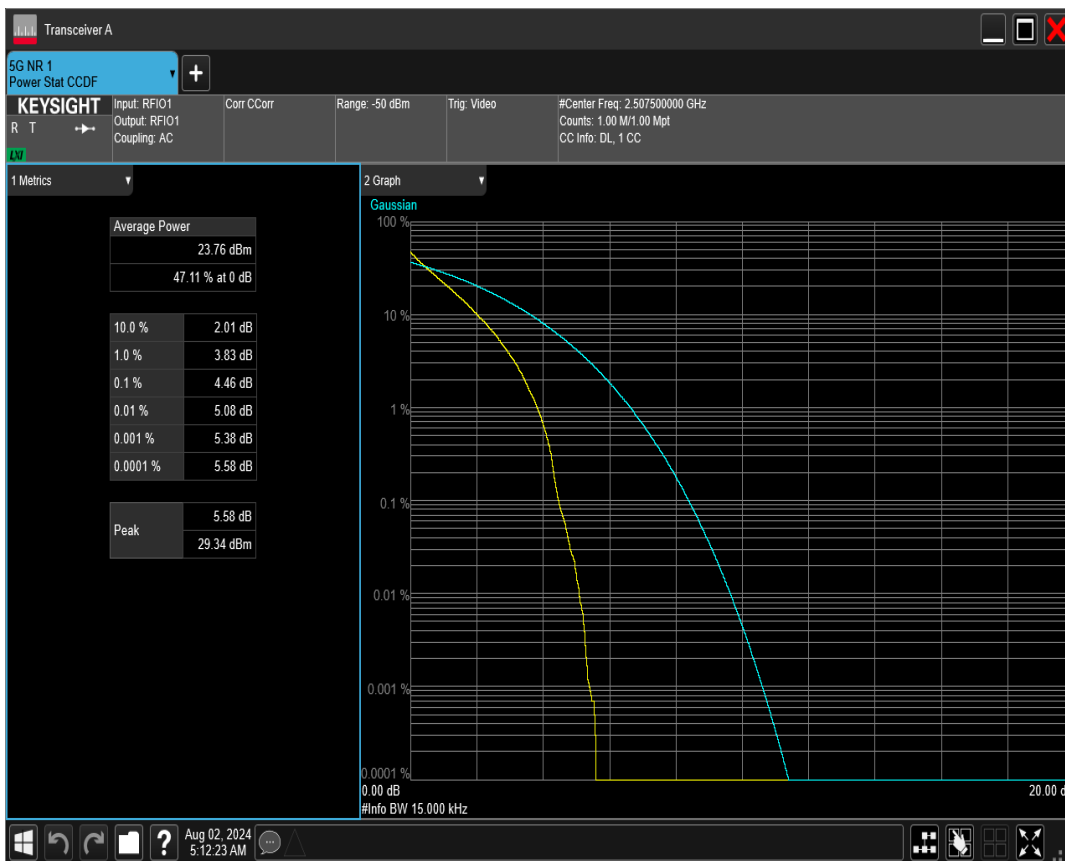 Transceiver A
5G NR 1
Power Stat CCDF
+
KEYSIGHT
R T
LXI
Input: RFIO1
Output: RFIO1
Coupling: AC
Corr CCorr
Range: -50 dBm
Trig: Video
#Center Freq: 2.507500000 GHz
Counts: 1.00 M/1.00 Mpt
CC Info: DL, 1 CC
1 Metrics
Average Power
23.76 dBm
47.11 % at 0 dB
10.0 % 2.01 dB
1.0 % 3.83 dB
0.1 % 4.46 dB
0.01 % 5.08 dB
0.001 % 5.38 dB
0.0001 % 5.58 dB
Peak 5.58 dB
29.34 dBm
2 Graph
Gaussian
100 %
10 %
1 %
0.1 %
0.01 %
0.001 %
0.0001 %
0.00 dB 20.00 d
#Info BW 15.000 kHz
?
Aug 02, 2024
5:12:23 AM